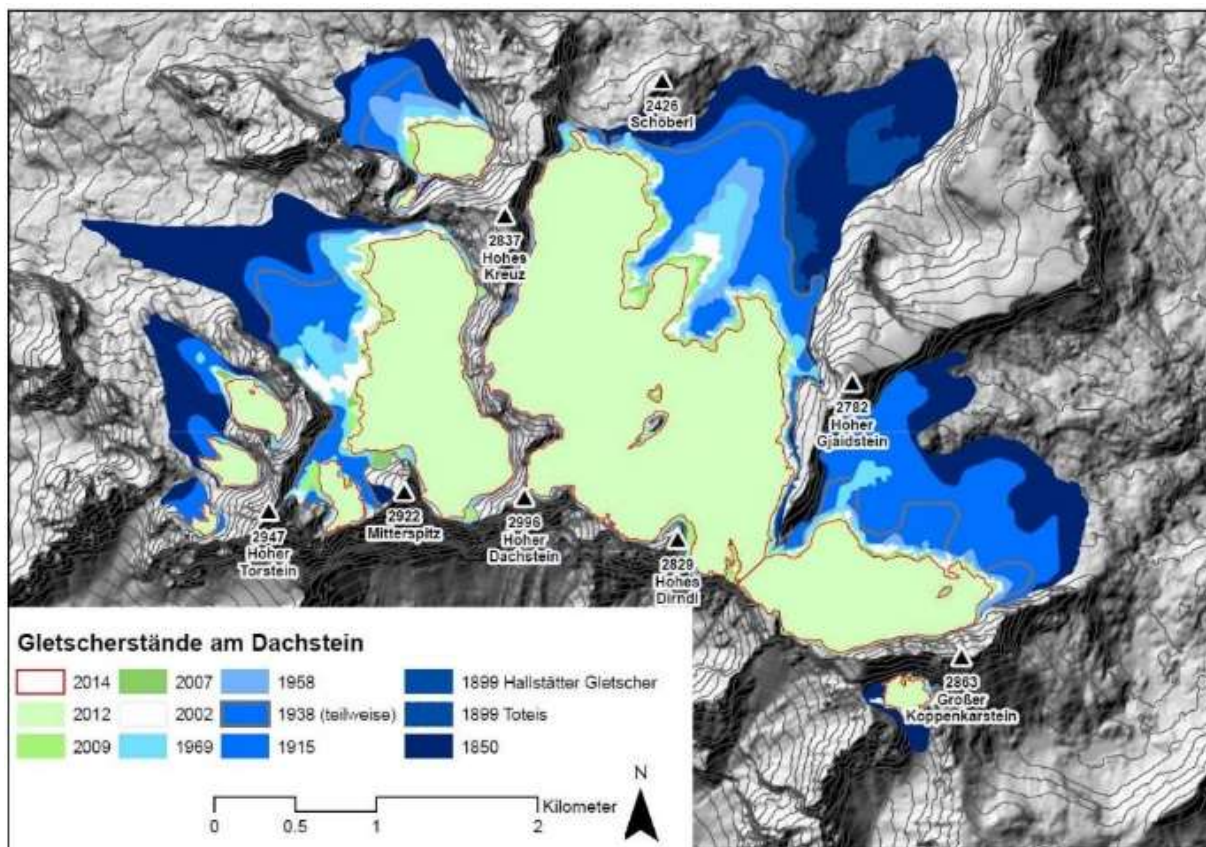 2426
Schöberl
2837
Hohes
Kreuz
2782
Hoher
Gjaidstein
2947
Hoher
Torstein
2922
Mitterspitz
2996
Hoher
Dachstein
2829
Hohes
Dirndl
2863
Großer
Koppenkarstein
Gletscherstände am Dachstein
2014 2007 1958 1899 Hallstätter Gletscher
2012 2002 1938 (teilweise) 1899 Toteis
2009 1969 1915 1850
N
Kilometer
0 0.5 1 2